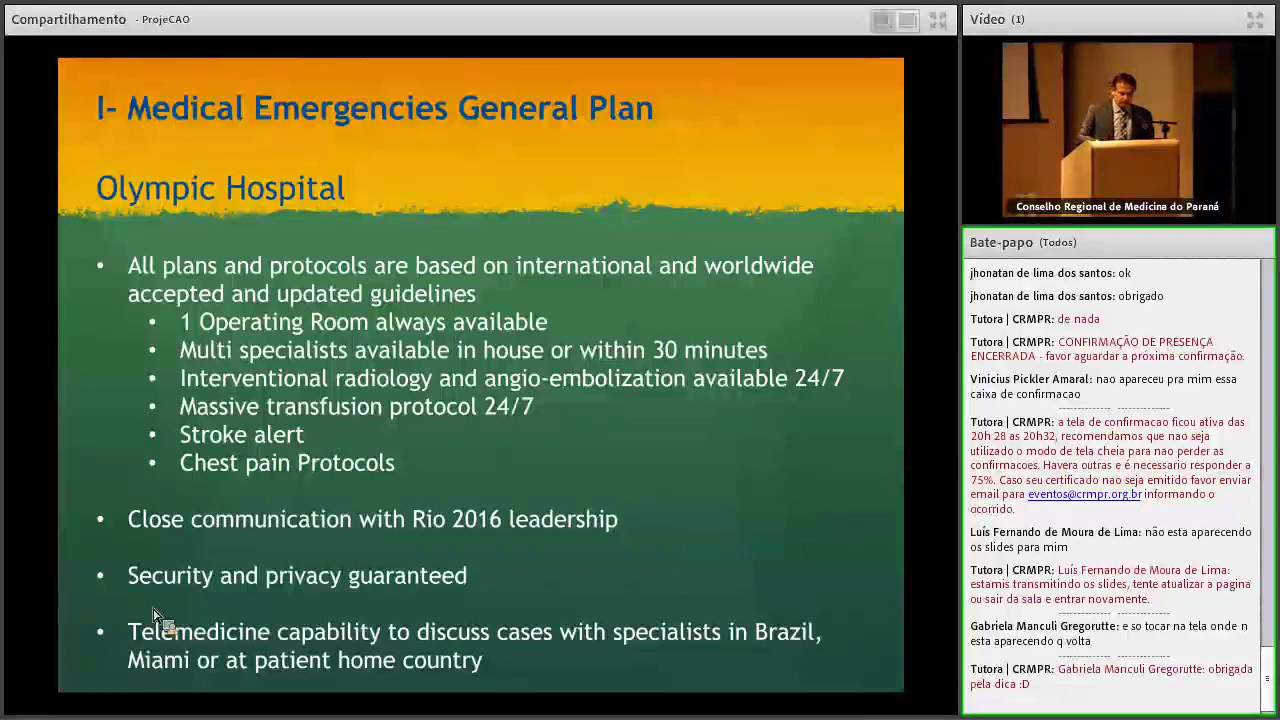 Compartilhamento - ProjeCAO
I- Medical Emergencies General Plan
Olympic Hospital
• All plans and protocols are based on international and worldwide
accepted and updated guidelines
• 1 Operating Room always available
• Multi specialists available in house or within 30 minutes
• Interventional radiology and angio-embolization available 24/7
• Massive transfusion protocol 24/7
• Stroke alert
• Chest pain Protocols
• Close communication with Rio 2016 leadership
• Security and privacy guaranteed
• Telemedicine capability to discuss cases with specialists in Brazil,
Miami or at patient home country
Vídeo (1)
Conselho Regional de Medicina do Paraná
Bate-papo (Todos)
jhonatan de lima dos santos: ok
jhonatan de lima dos santos: obrigado
Tutora | CRMPR: de nada
Tutora | CRMPR: CONFIRMAÇÃO DE PRESENÇA
ENCERRADA - favor aguardar a próxima confirmação.
Vinicius Pickler Amaral: nao apareceu pra mim essa
caixa de confirmacao
Tutora | CRMPR: a tela de confirmacao ficou ativa das
20h 28 as 20h32, recomendamos que nao seja
utilizado o modo de tela cheia para nao perder as
confirmacoes. Havera outras e é necessario responder a
75%. Caso seu certificado nao seja emitido favor enviar
email para eventos@crmpr.org.br informando o
ocorrido.
Luís Fernando de Moura de Lima: não esta aparecendo
os slides para mim
Tutora | CRMPR: Luís Fernando de Moura de Lima:
estamis transmitindo os slides, tente atualizar a pagina
ou sair da sala e entrar novamente.
Gabriela Manculi Gregorutte: e so tocar na tela onde n
esta aparecendo q volta
Tutora | CRMPR: Gabriela Manculi Gregorutte: obrigada
pela dica :D